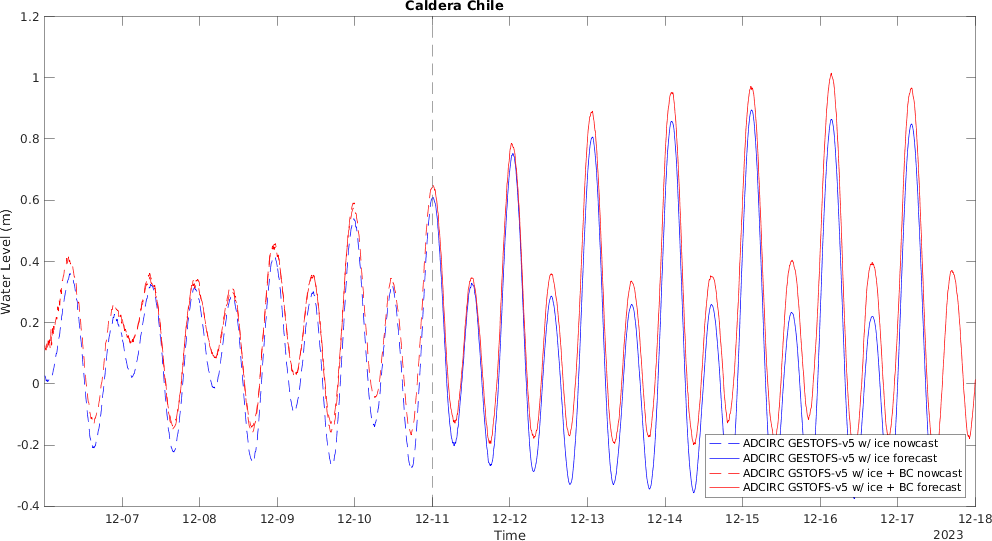 Caldera Chile
1.2
1
0.8
0.6
0.4
0.2
0
-0.2
-0.4
Water Level (m)
ADCIRC GESTOFS-v5 w/ ice nowcast
ADCIRC GESTOFS-v5 w/ ice forecast
ADCIRC GSTOFS-v5 w/ ice + BC nowcast
ADCIRC GSTOFS-v5 w/ ice + BC forecast
12-07 12-08 12-09 12-10 12-11 12-12 12-13 12-14 12-15 12-16 12-17 12-18
Time
2023